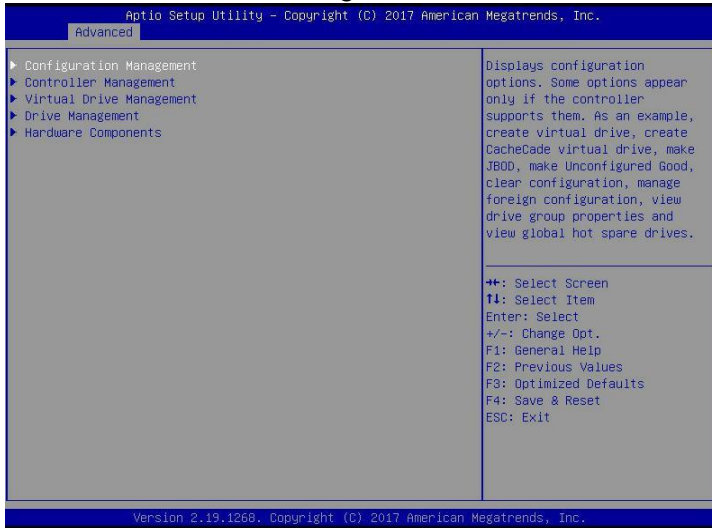 Aptio Setup Utility – Copyright (C) 2017 American Megatrends, Inc.
Advanced
▶ Configuration Management
▶ Controller Management
▶ Virtual Drive Management
▶ Drive Management
▶ Hardware Components
Displays configuration
options. Some options appear
only if the controller
supports them. As an example,
create virtual drive, create
CacheCade virtual drive, make
JBOD, make Unconfigured Good,
clear configuration, manage
foreign configuration, view
drive group properties and
view global hot spare drives.
→←: Select Screen
↑↓: Select Item
Enter: Select
+/-: Change Opt.
F1: General Help
F2: Previous Values
F3: Optimized Defaults
F4: Save & Reset
ESC: Exit
Version 2.19.1268. Copyright (C) 2017 American Megatrends, Inc.